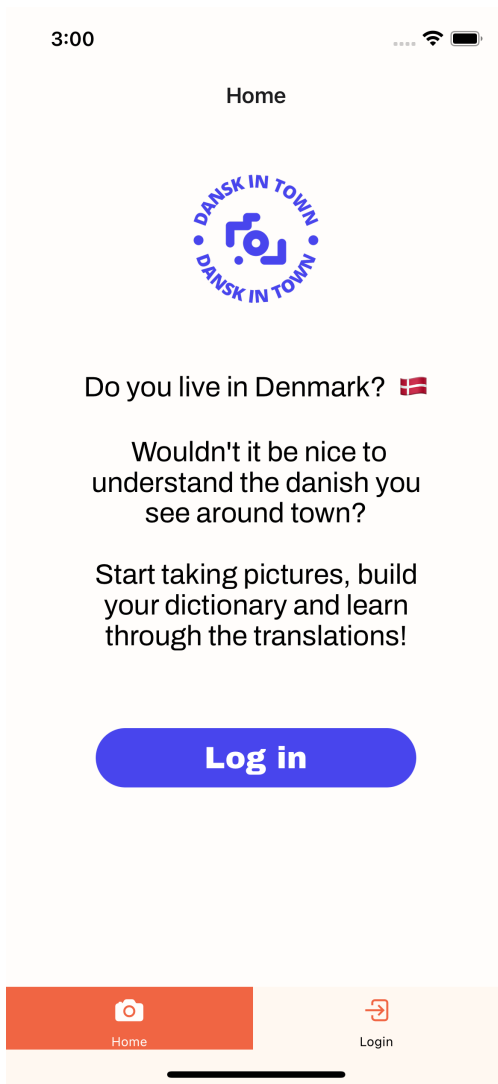 3:00
Home
DANSK IN TOWN
DANSK IN TOWN
Do you live in Denmark? 🇩🇰
Wouldn't it be nice to
understand the danish you
see around town?
Start taking pictures, build
your dictionary and learn
through the translations!
Log in
Home
Login